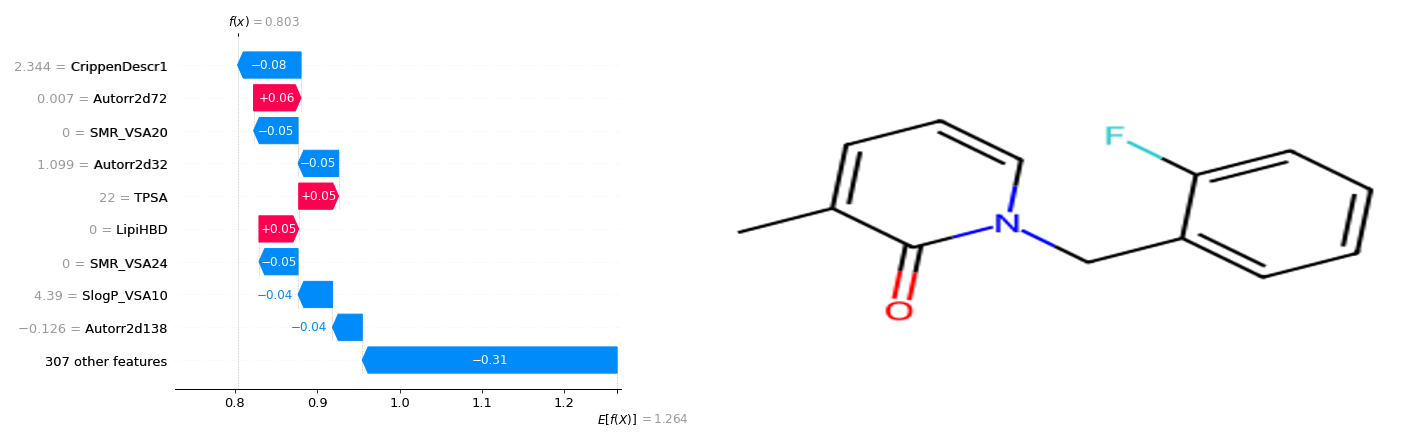 f(x) = 0.803
2.344 = CrippenDescr1
−0.08
0.007 = Autorr2d72
+0.06
0 = SMR_VSA20
−0.05
1.099 = Autorr2d32
−0.05
22 = TPSA
+0.05
0 = LipiHBD
+0.05
0 = SMR_VSA24
−0.05
4.39 = SlogP_VSA10
−0.04
−0.126 = Autorr2d138
−0.04
307 other features
−0.31
0.8 0.9 1.0 1.1 1.2
E[f(X)] = 1.264
F
N
O